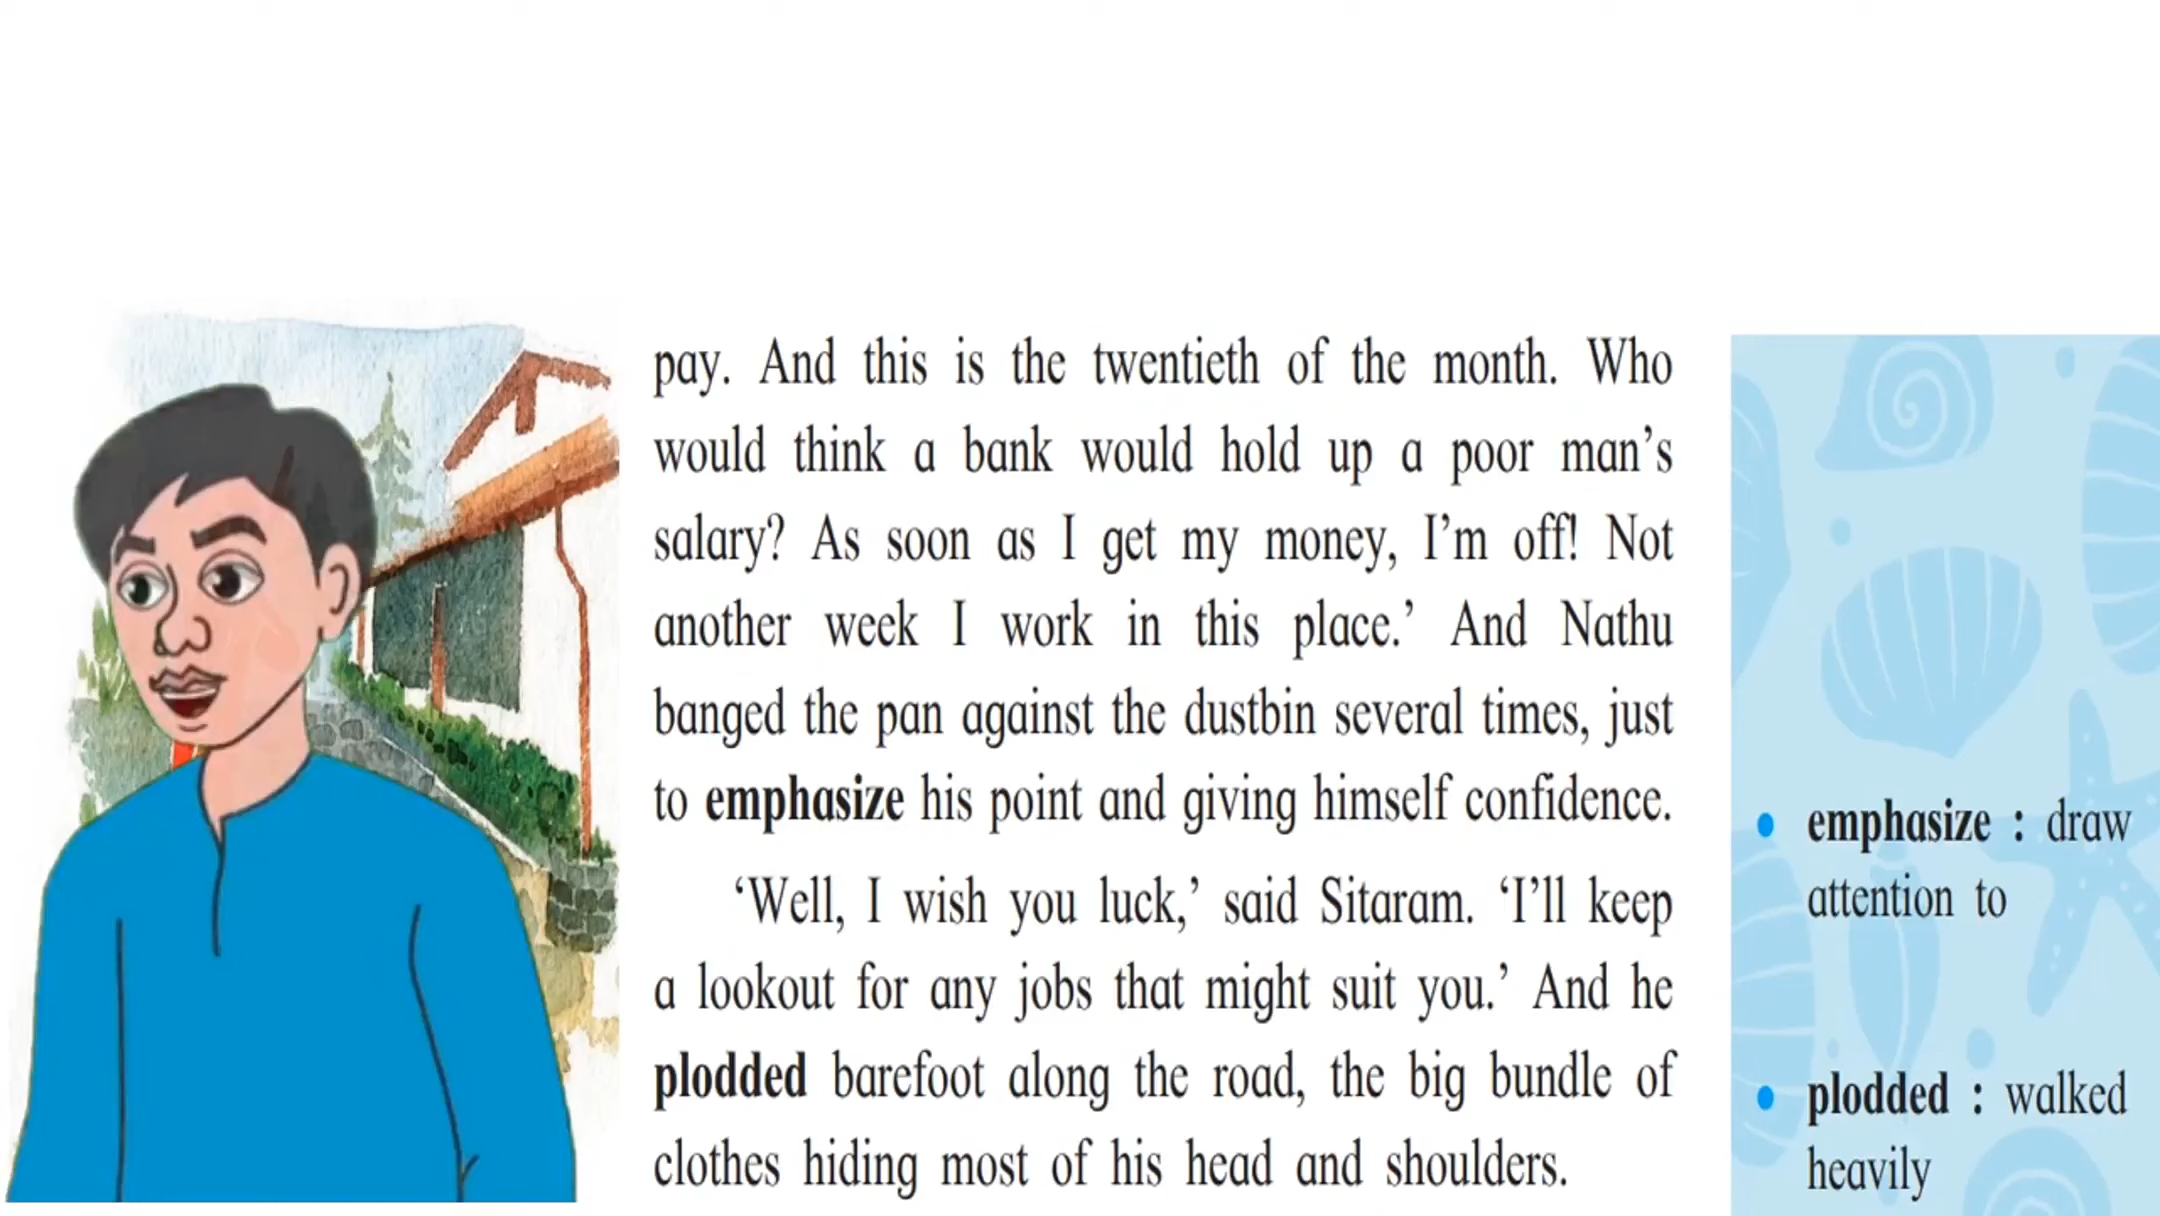 pay. And this is the twentieth of the month. Who
would think a bank would hold up a poor man’s
salary? As soon as I get my money, I’m off! Not
another week I work in this place.’ And Nathu
banged the pan against the dustbin several times, just
to emphasize his point and giving himself confidence.
‘Well, I wish you luck,’ said Sitaram. ‘I’ll keep
a lookout for any jobs that might suit you.’ And he
plodded barefoot along the road, the big bundle of
clothes hiding most of his head and shoulders.
• emphasize : draw
attention to
• plodded : walked
heavily